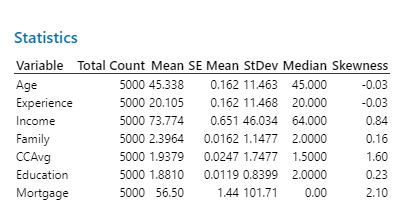 Statistics
Variable Total Count Mean SE Mean StDev Median Skewness
Age 5000 45.338 0.162 11.463 45.000 -0.03
Experience 5000 20.105 0.162 11.468 20.000 -0.03
Income 5000 73.774 0.651 46.034 64.000 0.84
Family 5000 2.3964 0.0162 1.1477 2.0000 0.16
CCAvg 5000 1.9379 0.0247 1.7477 1.5000 1.60
Education 5000 1.8810 0.0119 0.8399 2.0000 0.23
Mortgage 5000 56.50 1.44 101.71 0.00 2.10